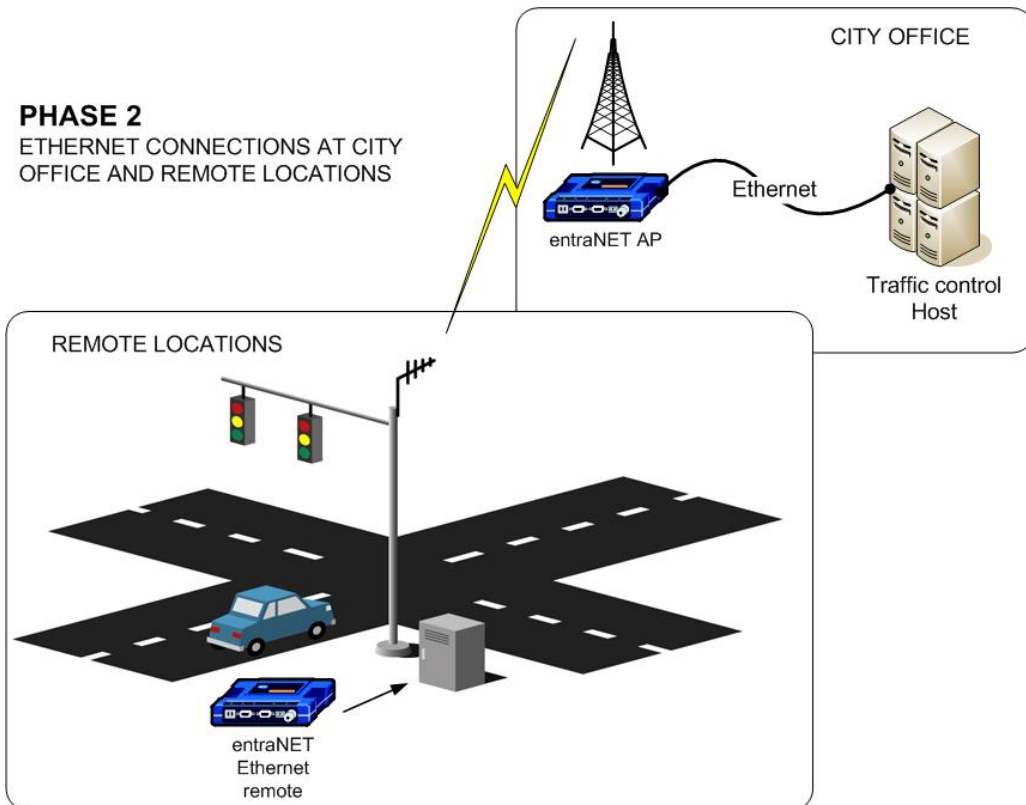 PHASE 2
ETHERNET CONNECTIONS AT CITY
OFFICE AND REMOTE LOCATIONS
CITY OFFICE
Ethernet
entraNET AP
Traffic control
Host
REMOTE LOCATIONS
entraNET
Ethernet
remote